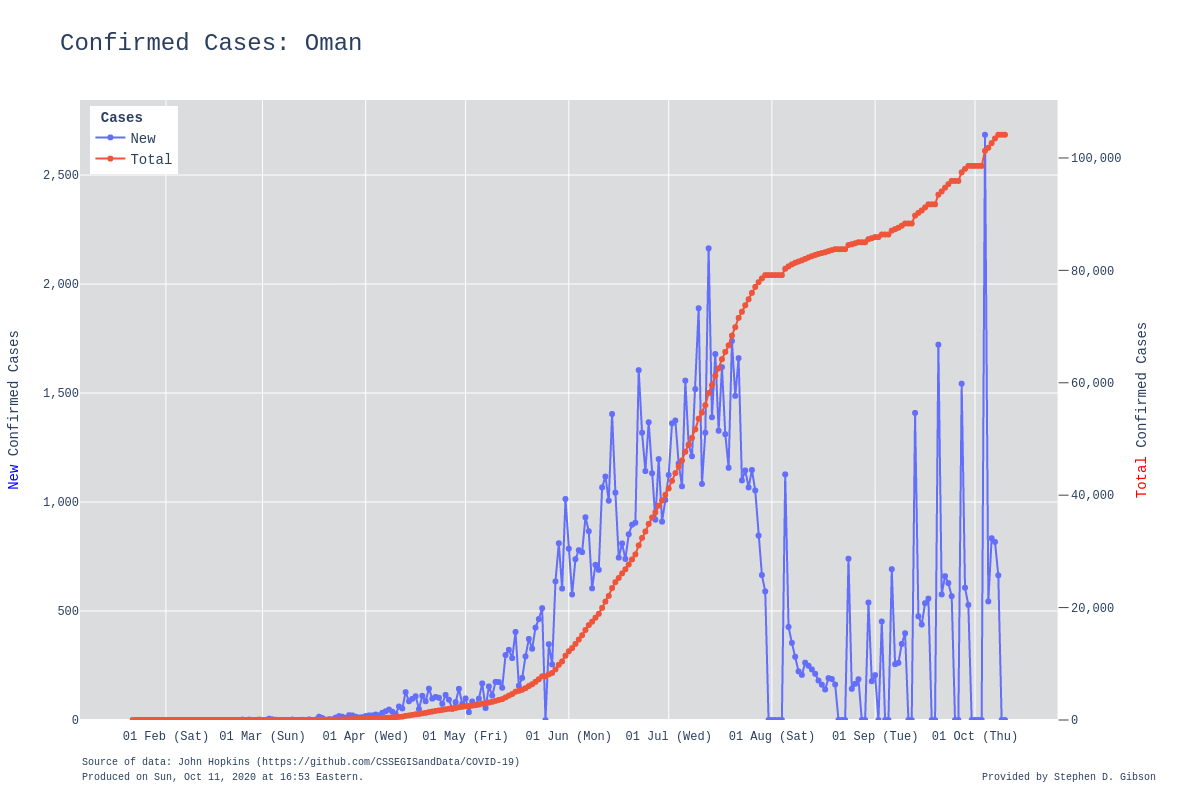 Confirmed Cases: Oman
Cases
New
Total
2,500
2,000
1,500
1,000
500
0
100,000
80,000
60,000
40,000
20,000
0
New Confirmed Cases
Total Confirmed Cases
01 Feb (Sat) 01 Mar (Sun) 01 Apr (Wed) 01 May (Fri) 01 Jun (Mon) 01 Jul (Wed) 01 Aug (Sat) 01 Sep (Tue) 01 Oct (Thu)
Source of data: John Hopkins (https://github.com/CSSEGISandData/COVID-19)
Produced on Sun, Oct 11, 2020 at 16:53 Eastern.
Provided by Stephen D. Gibson